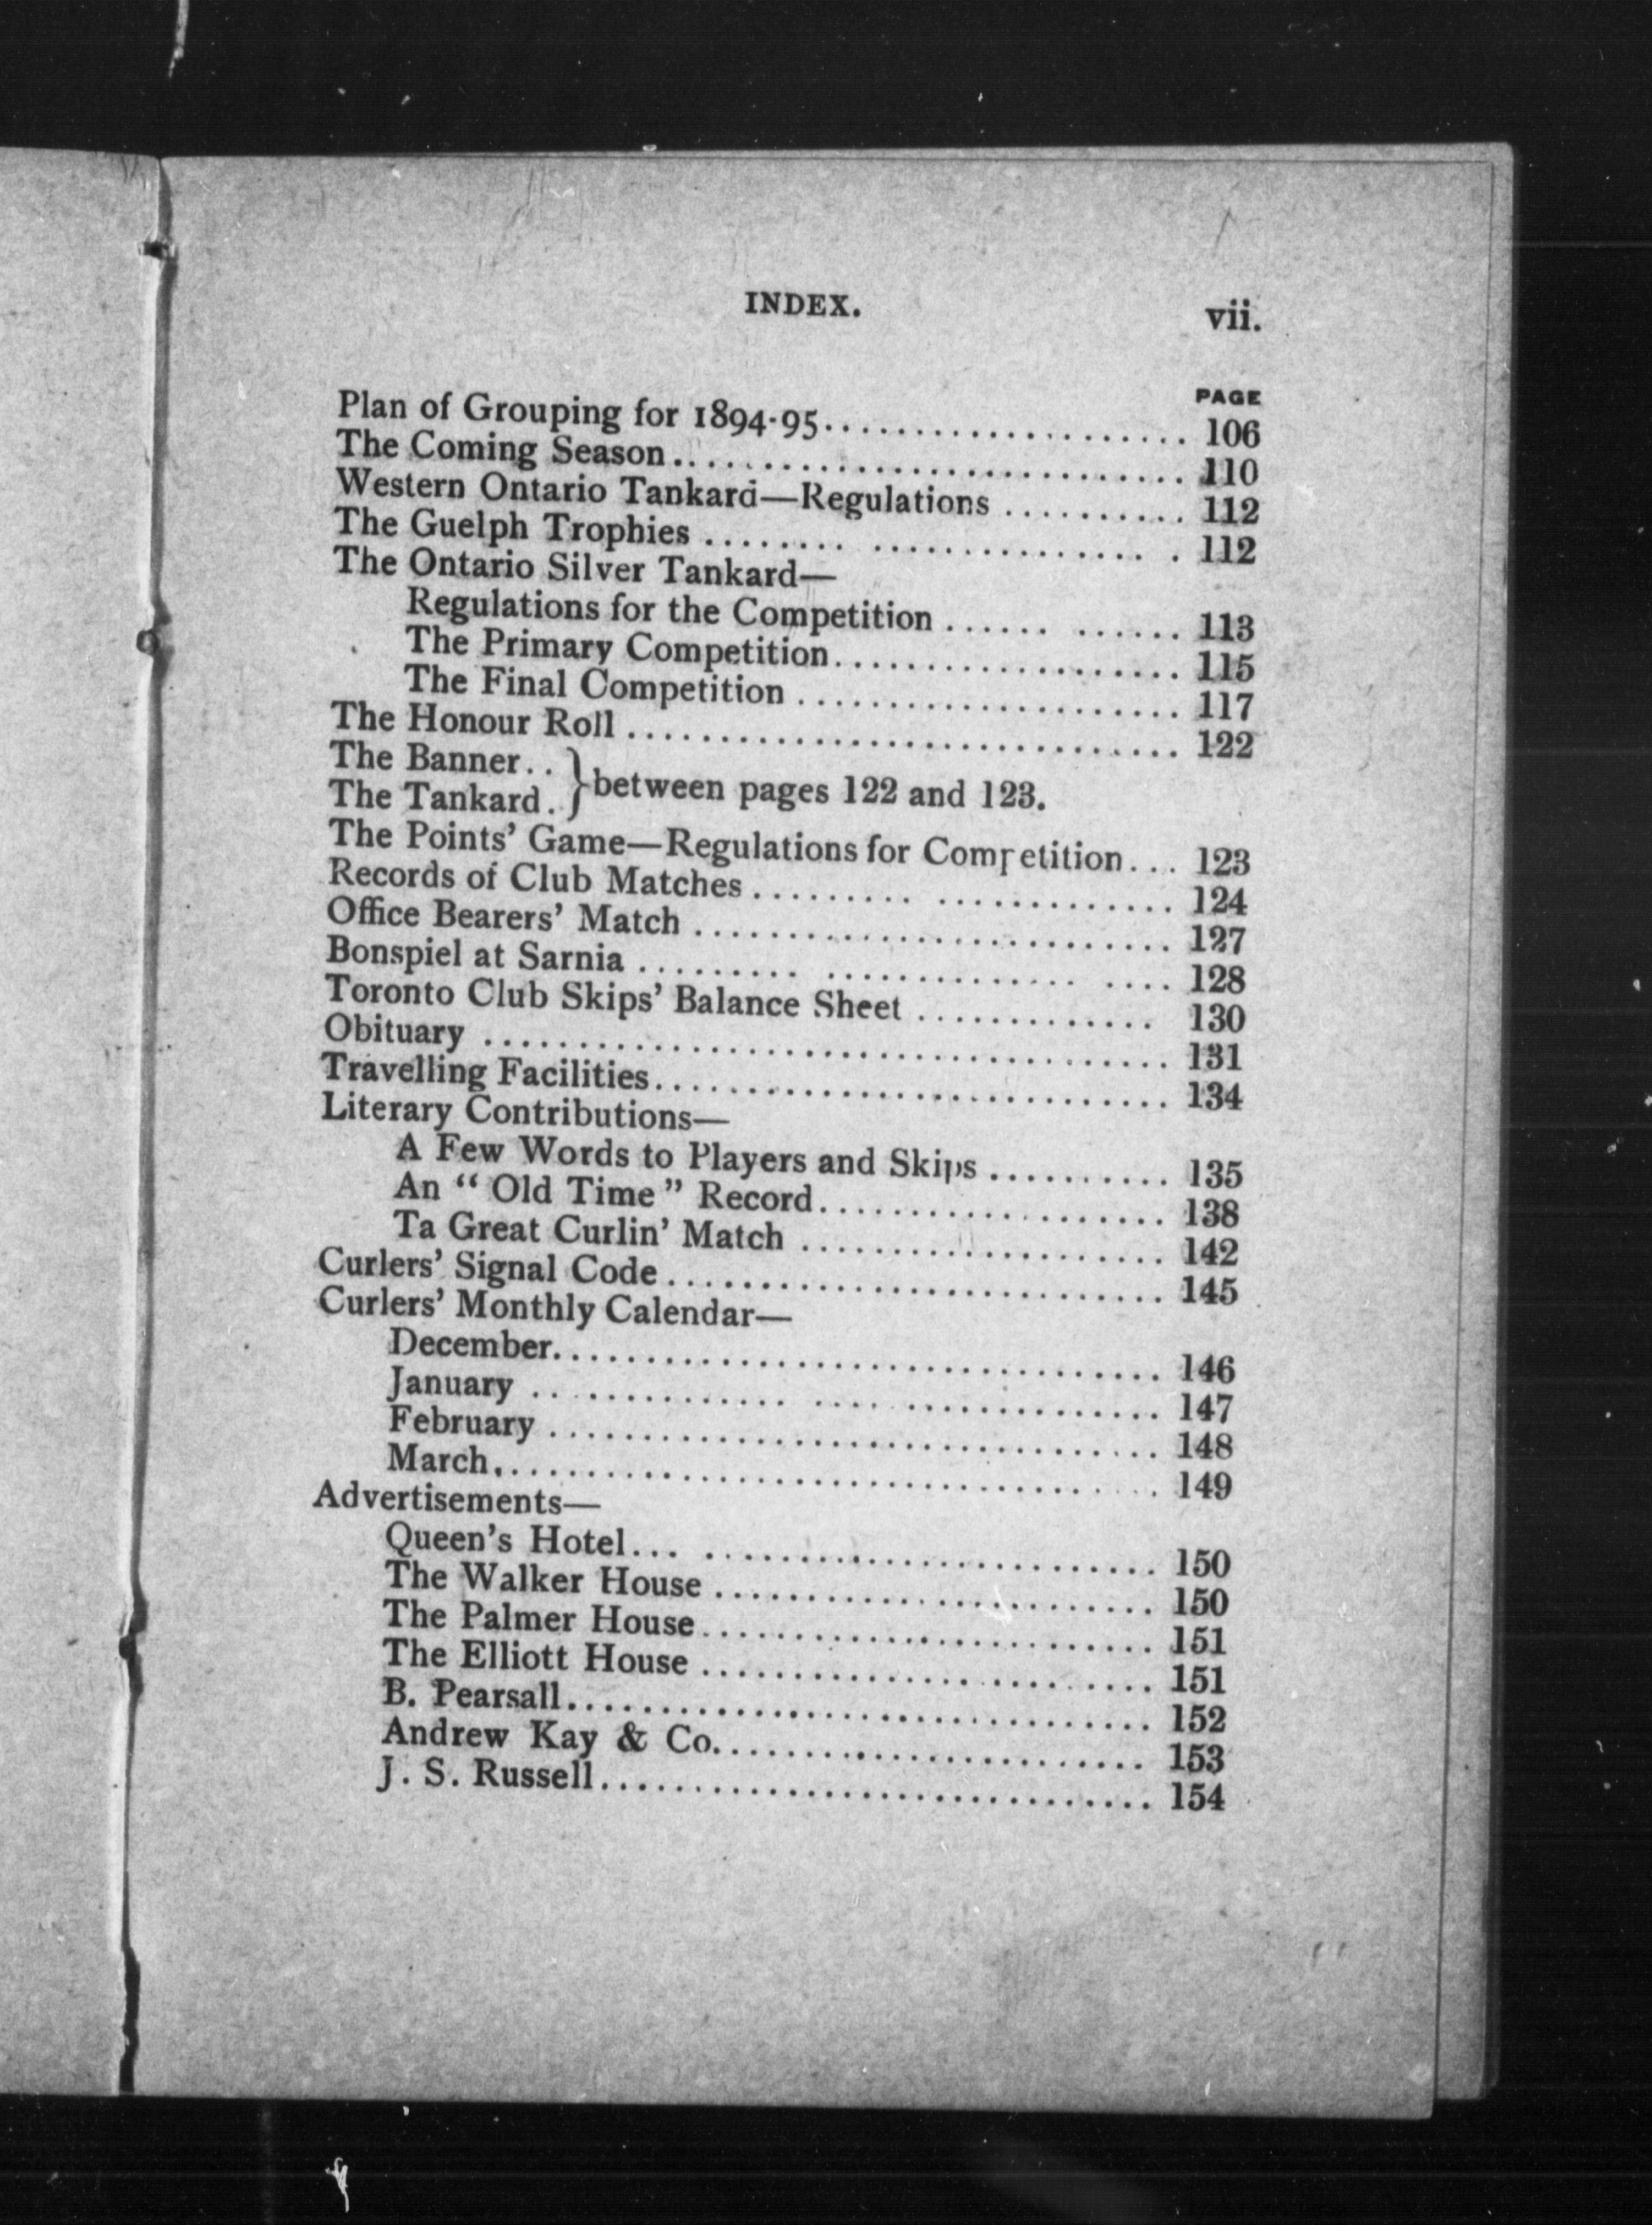 INDEX. vii.
PAGE
Plan of Grouping for 1894-95.................... 106
The Coming Season............................ 110
Western Ontario Tankard—Regulations .......... 112
The Guelph Trophies ........ ............... . 112
The Ontario Silver Tankard—
Regulations for the Competition ...... ...... 113
The Primary Competition................... 115
The Final Competition ..................... 117
The Honour Roll .............................. 122
The Banner.. } between pages 122 and 123.
The Tankard. }
The Points' Game—Regulations for Competition... 123
Records of Club Matches ......... ............. 124
Office Bearers' Match .......................... 127
Bonspiel at Sarnia ......... .............. .... 128
Toronto Club Skips' Balance Sheet ............. 130
Obituary ..................................... 131
Travelling Facilities............................ 134
Literary Contributions—
A Few Words to Players and Skips .......... 135
An “ Old Time ” Record................... 138
Ta Great Curlin' Match .................... 142
Curlers' Signal Code ........................... 145
Curlers' Monthly Calendar—
December................................. 146
January .............. .... .............. 147
February ................................. 148
March.................................... 149
Advertisements—
Queen's Hotel... ......................... 150
The Walker House ........................ 150
The Palmer House......................... 151
The Elliott House ......................... 151
B. Pearsall................................ 152
Andrew Kay & Co........................ 153
J. S. Russell.............................. 154